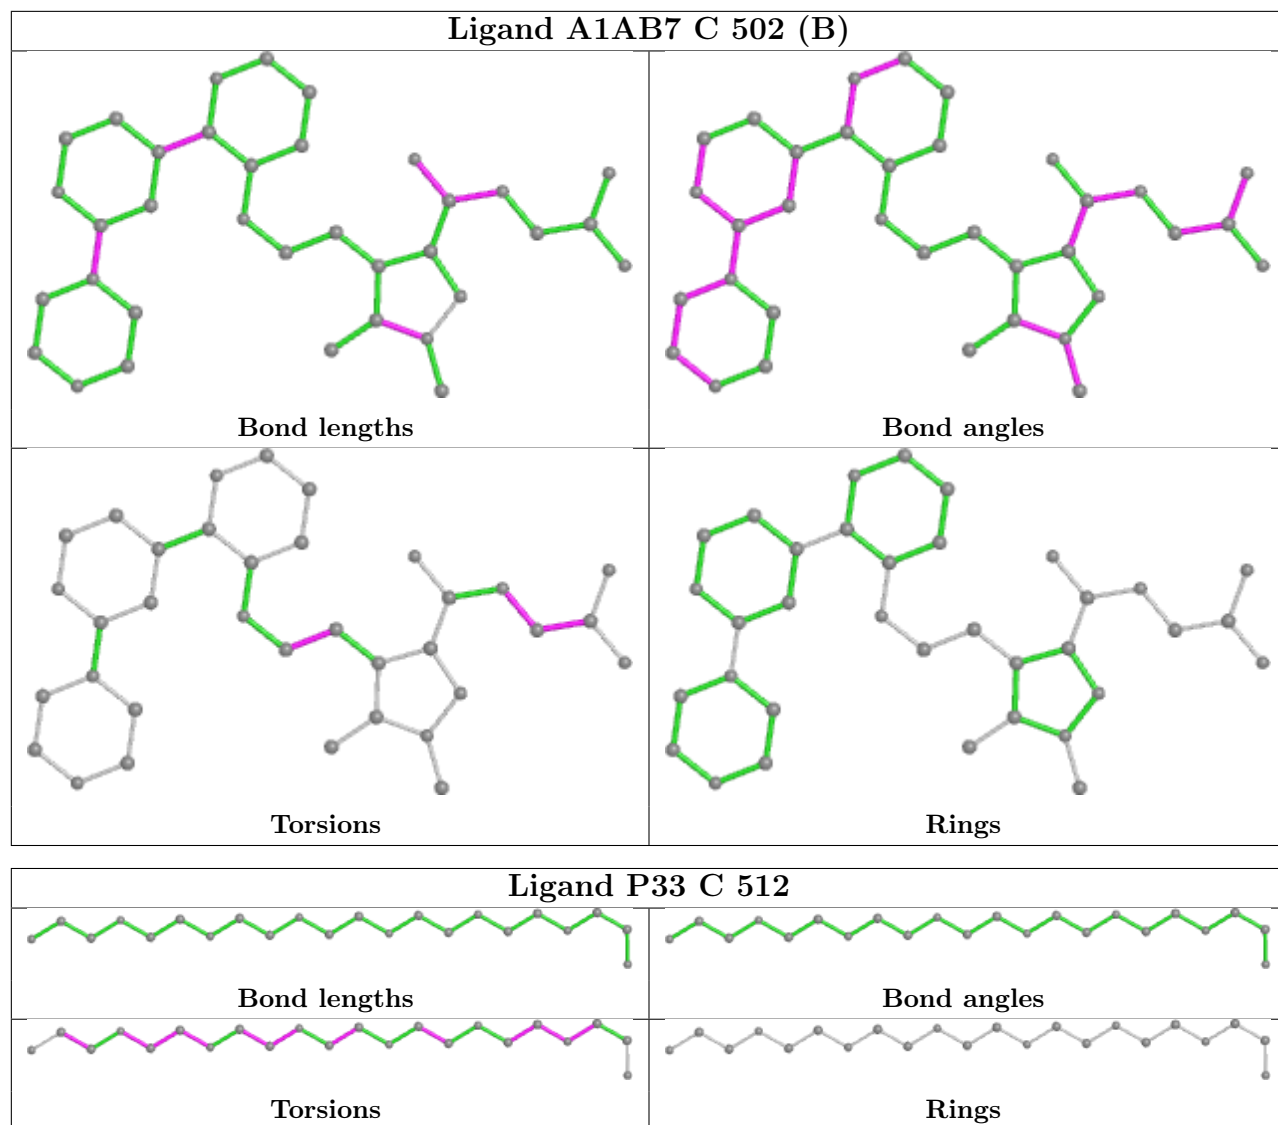 Ligand A1AB7 C 502 (B)
Bond lengths
Bond angles
Torsions
Rings
Ligand P33 C 512
Bond lengths
Bond angles
Torsions
Rings